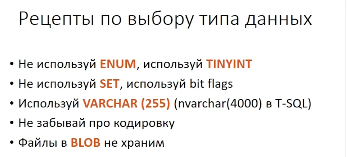 Рецепты по выбору типа данных
• Не используй ENUM, используй TINYINT
• Не используй SET, используй bit flags
• Используй VARCHAR (255) (nvarchar(4000) в T-SQL)
• Не забывай про кодировку
• Файлы в BLOB не храним